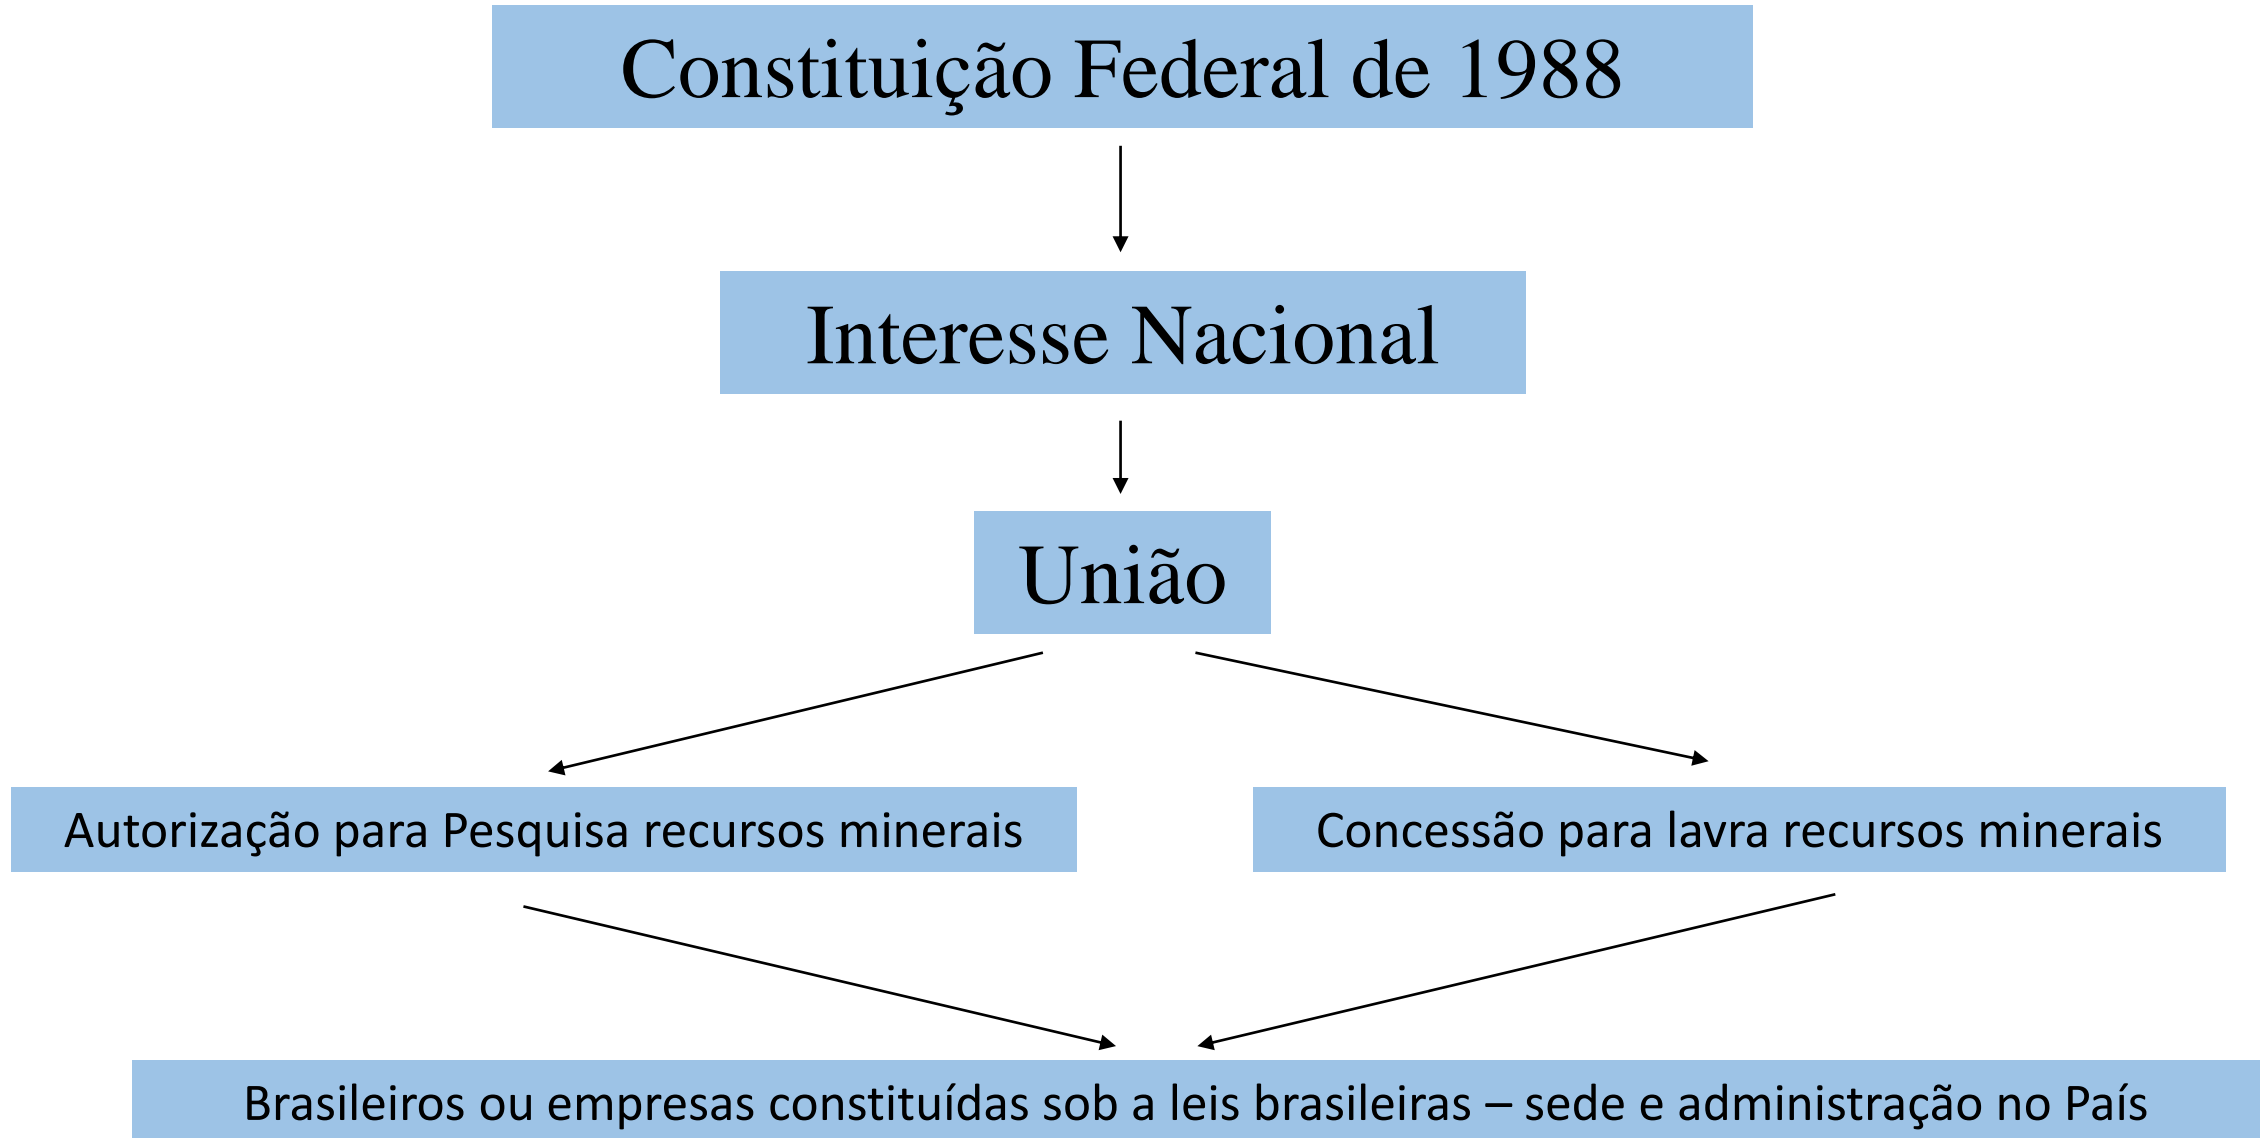 Constituição Federal de 1988
Interesse Nacional
União
Autorização para Pesquisa recursos minerais
Concessão para lavra recursos minerais
Brasileiros ou empresas constituídas sob a leis brasileiras – sede e administração no País